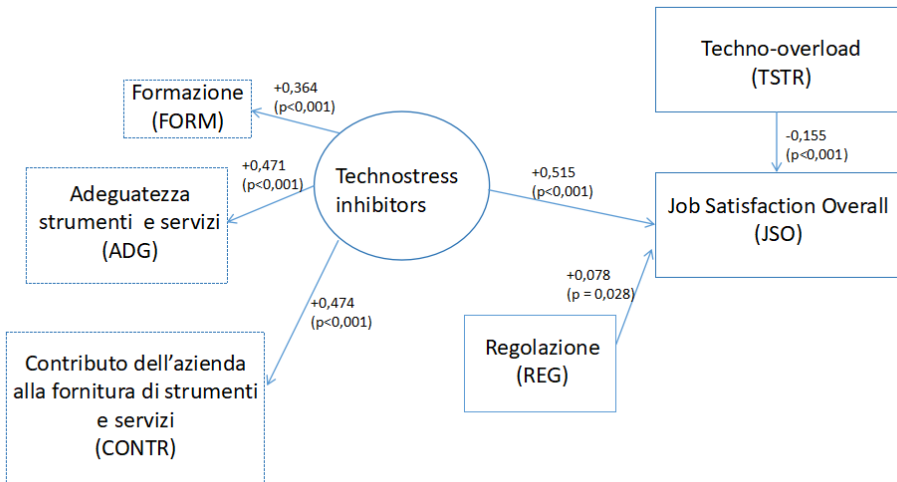 Techno-overload
(TSTR)
+0,364
(p<0,001)
Formazione
(FORM)
-0,155
(p<0,001)
+0,471
(p<0,001)
Technostress
inhibitors
+0,515
(p<0,001)
Adeguatezza
strumenti e servizi
(ADG)
Job Satisfaction Overall
(JSO)
+0,078
(p = 0,028)
+0,474
(p<0,001)
Regolazione
(REG)
Contributo dell'azienda
alla fornitura di strumenti
e servizi
(CONTR)